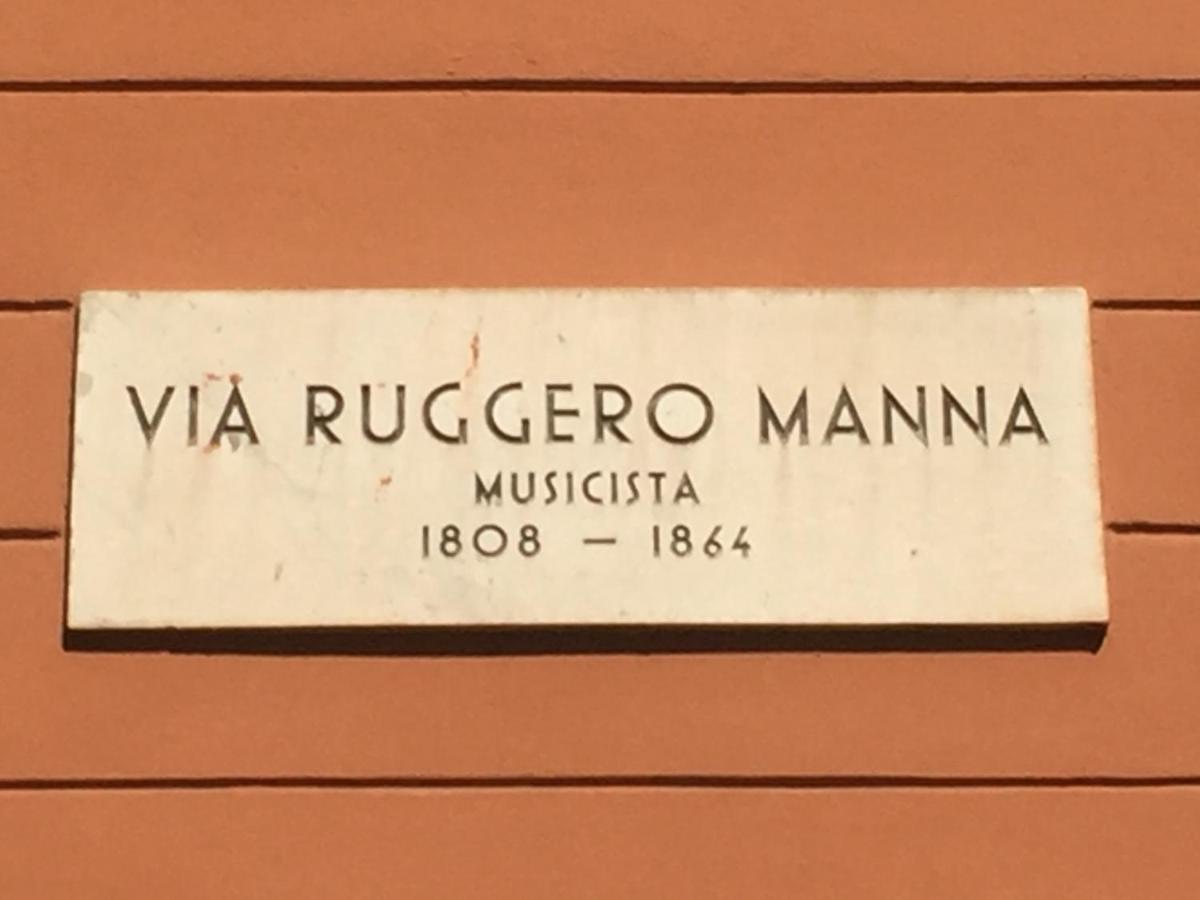 VIA RUGGERO MANNA
MUSICISTA
1808 — 1864